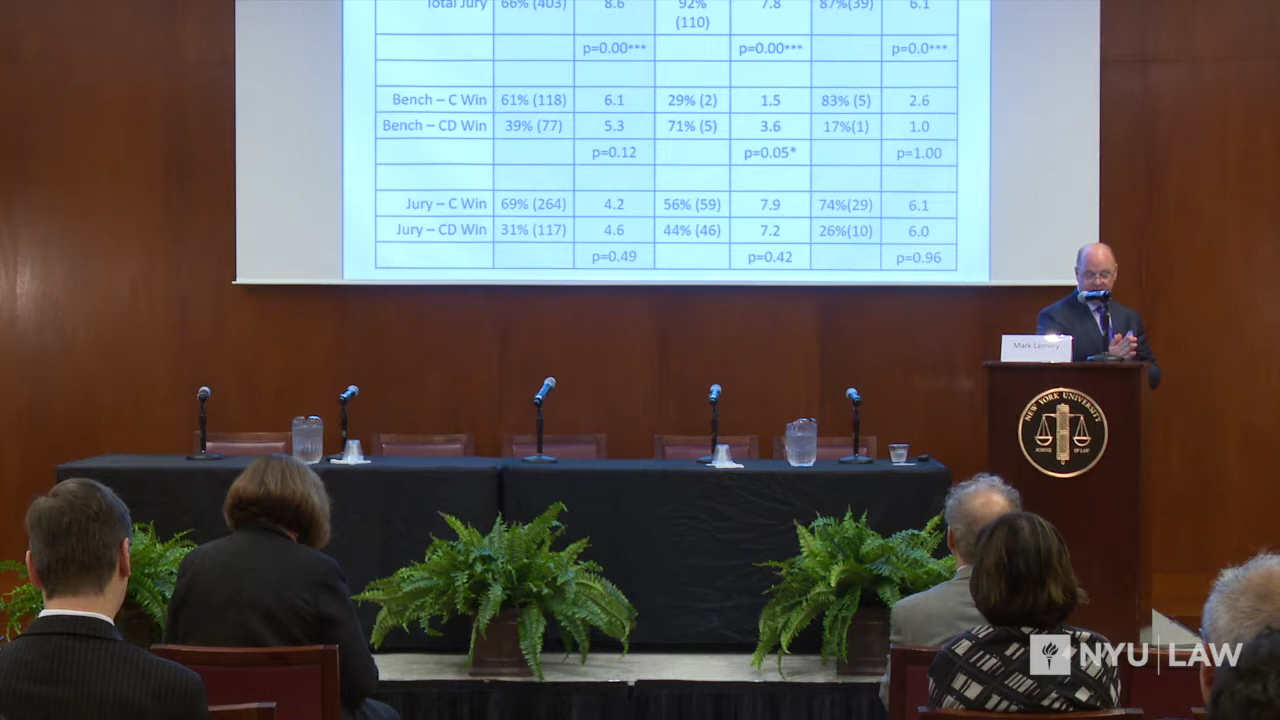 Total Jury 66% (403) 8.6 92% 7.8 87%(39) 6.1
(110)
p=0.00*** p=0.00*** p=0.0***
Bench – C Win 61% (118) 6.1 29% (2) 1.5 83% (5) 2.6
Bench – CD Win 39% (77) 5.3 71% (5) 3.6 17%(1) 1.0
p=0.12 p=0.05* p=1.00
Jury – C Win 69% (264) 4.2 56% (59) 7.9 74%(29) 6.1
Jury – CD Win 31% (117) 4.6 44% (46) 7.2 26%(10) 6.0
p=0.49 p=0.42 p=0.96
Mark Lemley
NEW YORK UNIVERSITY
SCHOOL OF LAW
NYU LAW